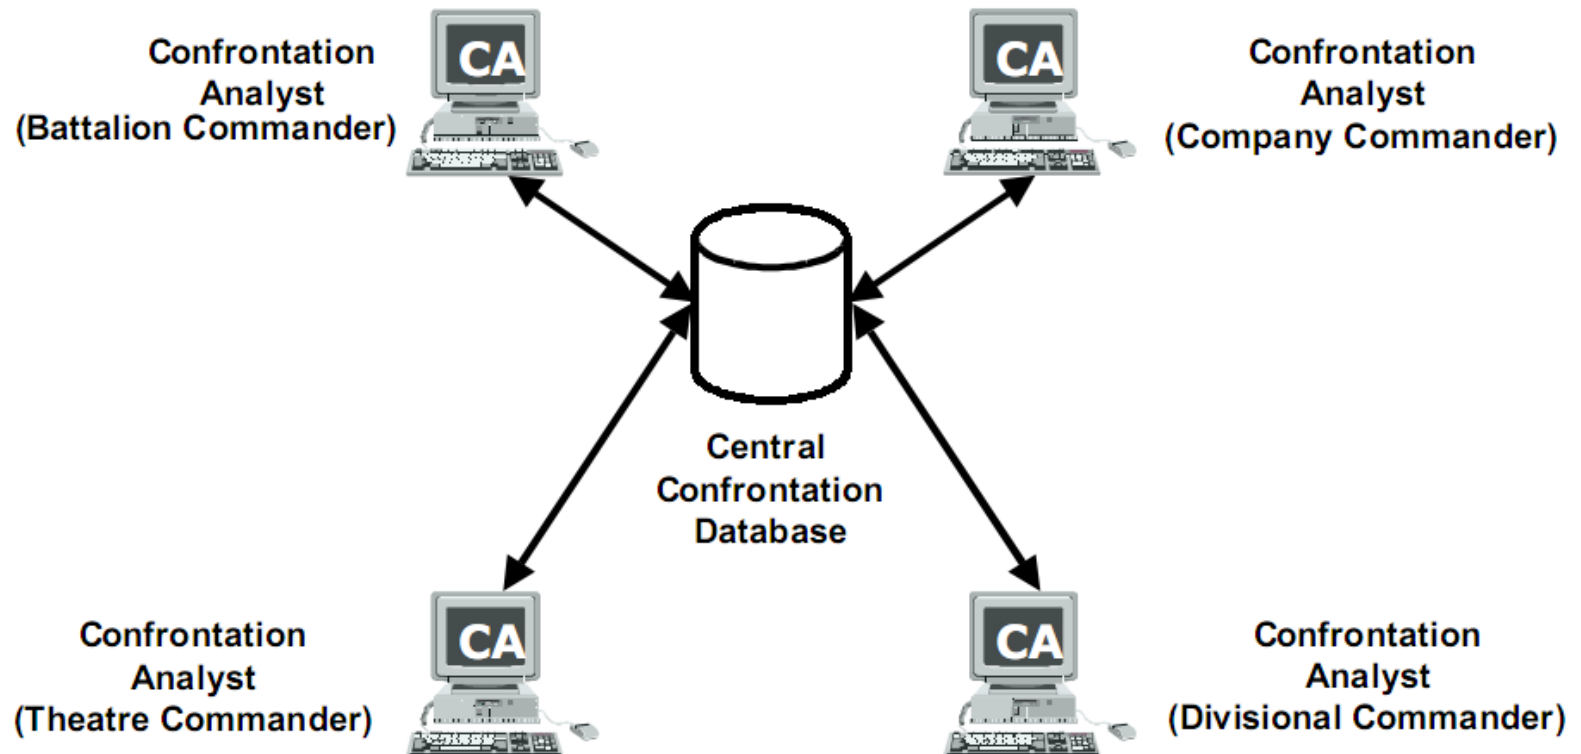 Confrontation
Analyst
(Battalion Commander)
CA
CA
Confrontation
Analyst
(Company Commander)
Central
Confrontation
Database
Confrontation
Analyst
(Theatre Commander)
CA
CA
Confrontation
Analyst
(Divisional Commander)